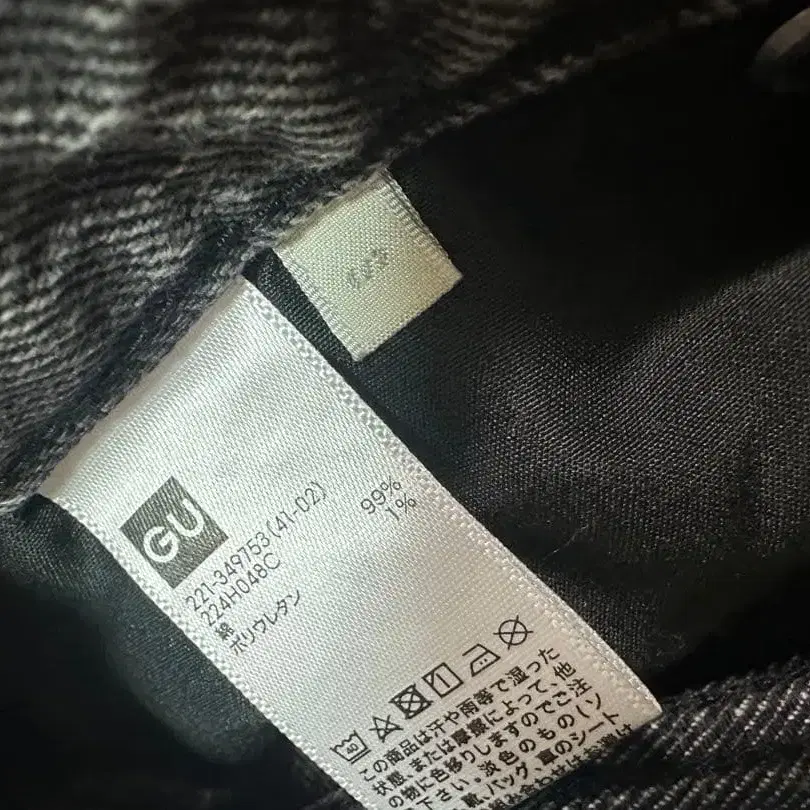 GU
221-349753(41-02)
224H048C
綿 99%
ポリウレタン 1%
40
この商品は汗や雨等で湿った
状態、または摩擦によって、他
の物に色移りしますのでご注
下さい。淡色のもの(ソ
靴、バッグ、車のシート